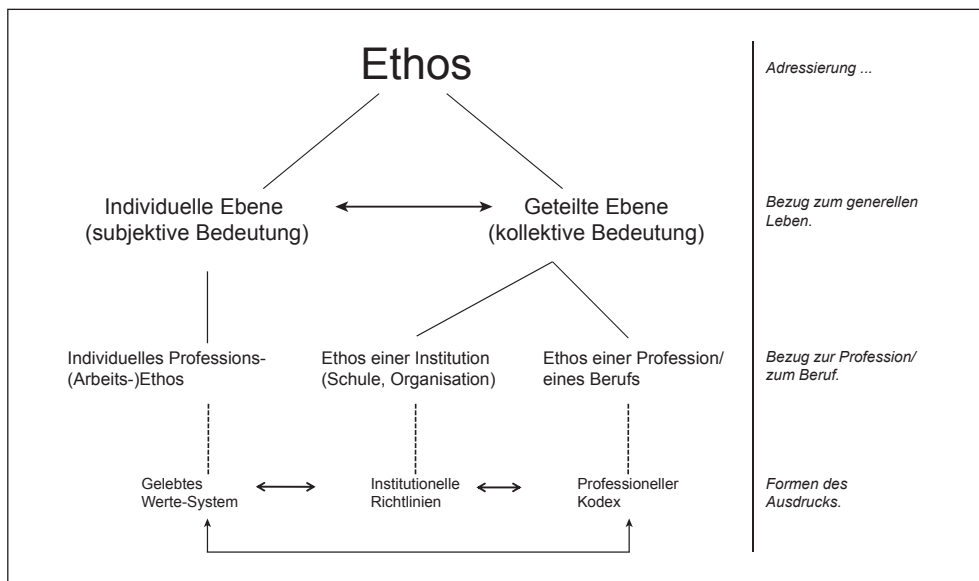 Ethos
Adressierung ...
Individuelle Ebene
(subjektive Bedeutung)
Geteilte Ebene
(kollektive Bedeutung)
Bezug zum generellen
Leben.
Individuelles Professions-
(Arbeits-)Ethos
Ethos einer Institution
(Schule, Organisation)
Ethos einer Profession/
eines Berufs
Bezug zur Profession/
zum Beruf.
Gelebtes
Werte-System
Institutionelle
Richtlinien
Professioneller
Kodex
Formen des
Ausdrucks.